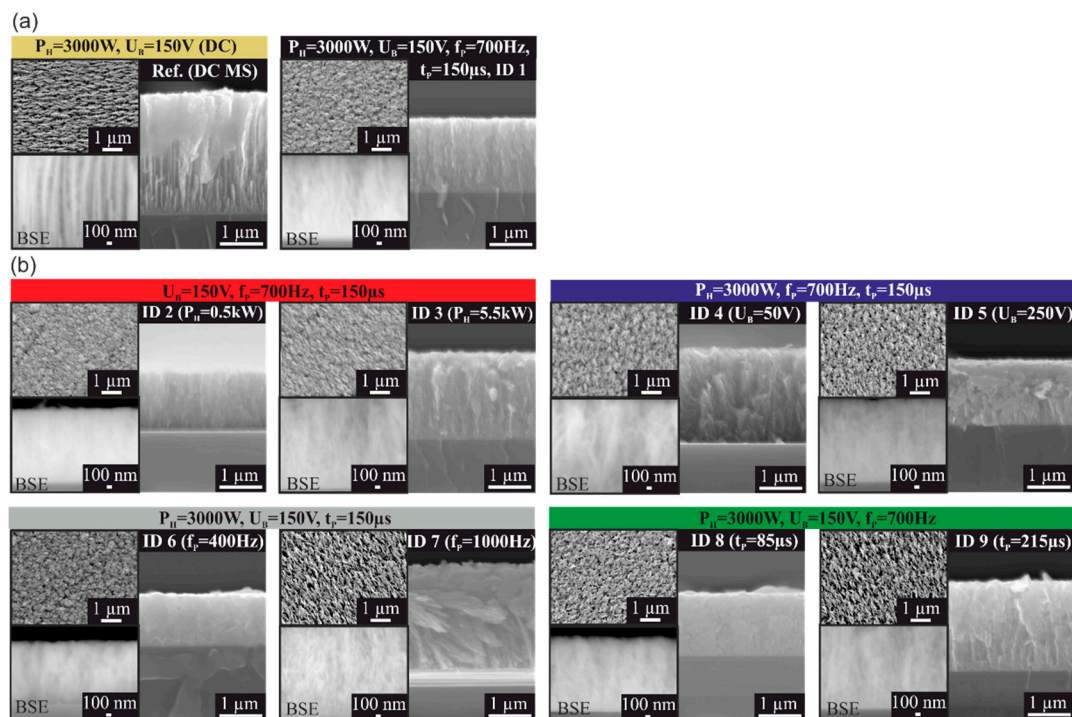 (a)
P_H=3000W, U_B=150V (DC)
Ref. (DC MS)
1 µm
BSE
100 nm
1 µm
P_H=3000W, U_B=150V, f_P=700Hz,
t_P=150µs, ID 1
1 µm
BSE
100 nm
1 µm
(b)
U_B=150V, f_P=700Hz, t_P=150µs
ID 2 (P_H=0.5kW)
1 µm
BSE
100 nm
1 µm
ID 3 (P_H=5.5kW)
1 µm
BSE
100 nm
1 µm
P_H=3000W, f_P=700Hz, t_P=150µs
ID 4 (U_B=50V)
1 µm
BSE
100 nm
1 µm
ID 5 (U_B=250V)
1 µm
BSE
100 nm
1 µm
P_H=3000W, U_B=150V, t_P=150µs
ID 6 (f_P=400Hz)
1 µm
BSE
100 nm
1 µm
ID 7 (f_P=1000Hz)
1 µm
BSE
100 nm
1 µm
P_H=3000W, U_B=150V, f_P=700Hz
ID 8 (t_P=85µs)
1 µm
BSE
100 nm
1 µm
ID 9 (t_P=215µs)
1 µm
BSE
100 nm
1 µm